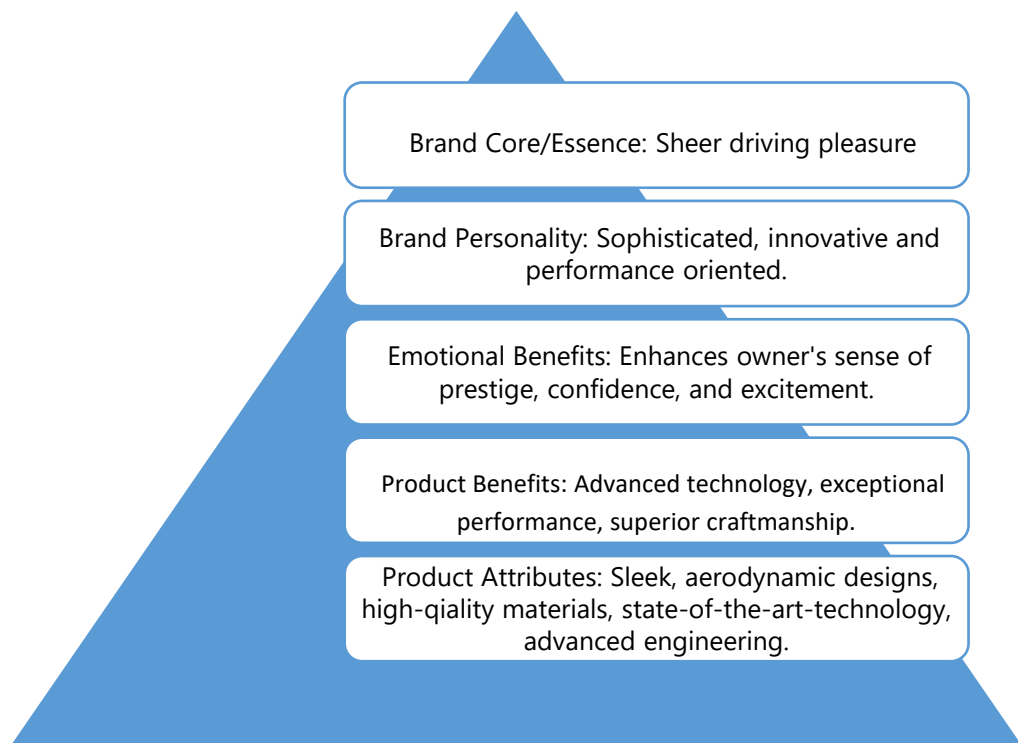 Brand Core/Essence: Sheer driving pleasure
Brand Personality: Sophisticated, innovative and
performance oriented.
Emotional Benefits: Enhances owner's sense of
prestige, confidence, and excitement.
Product Benefits: Advanced technology, exceptional
performance, superior craftmanship.
Product Attributes: Sleek, aerodynamic designs,
high-qiality materials, state-of-the-art-technology,
advanced engineering.